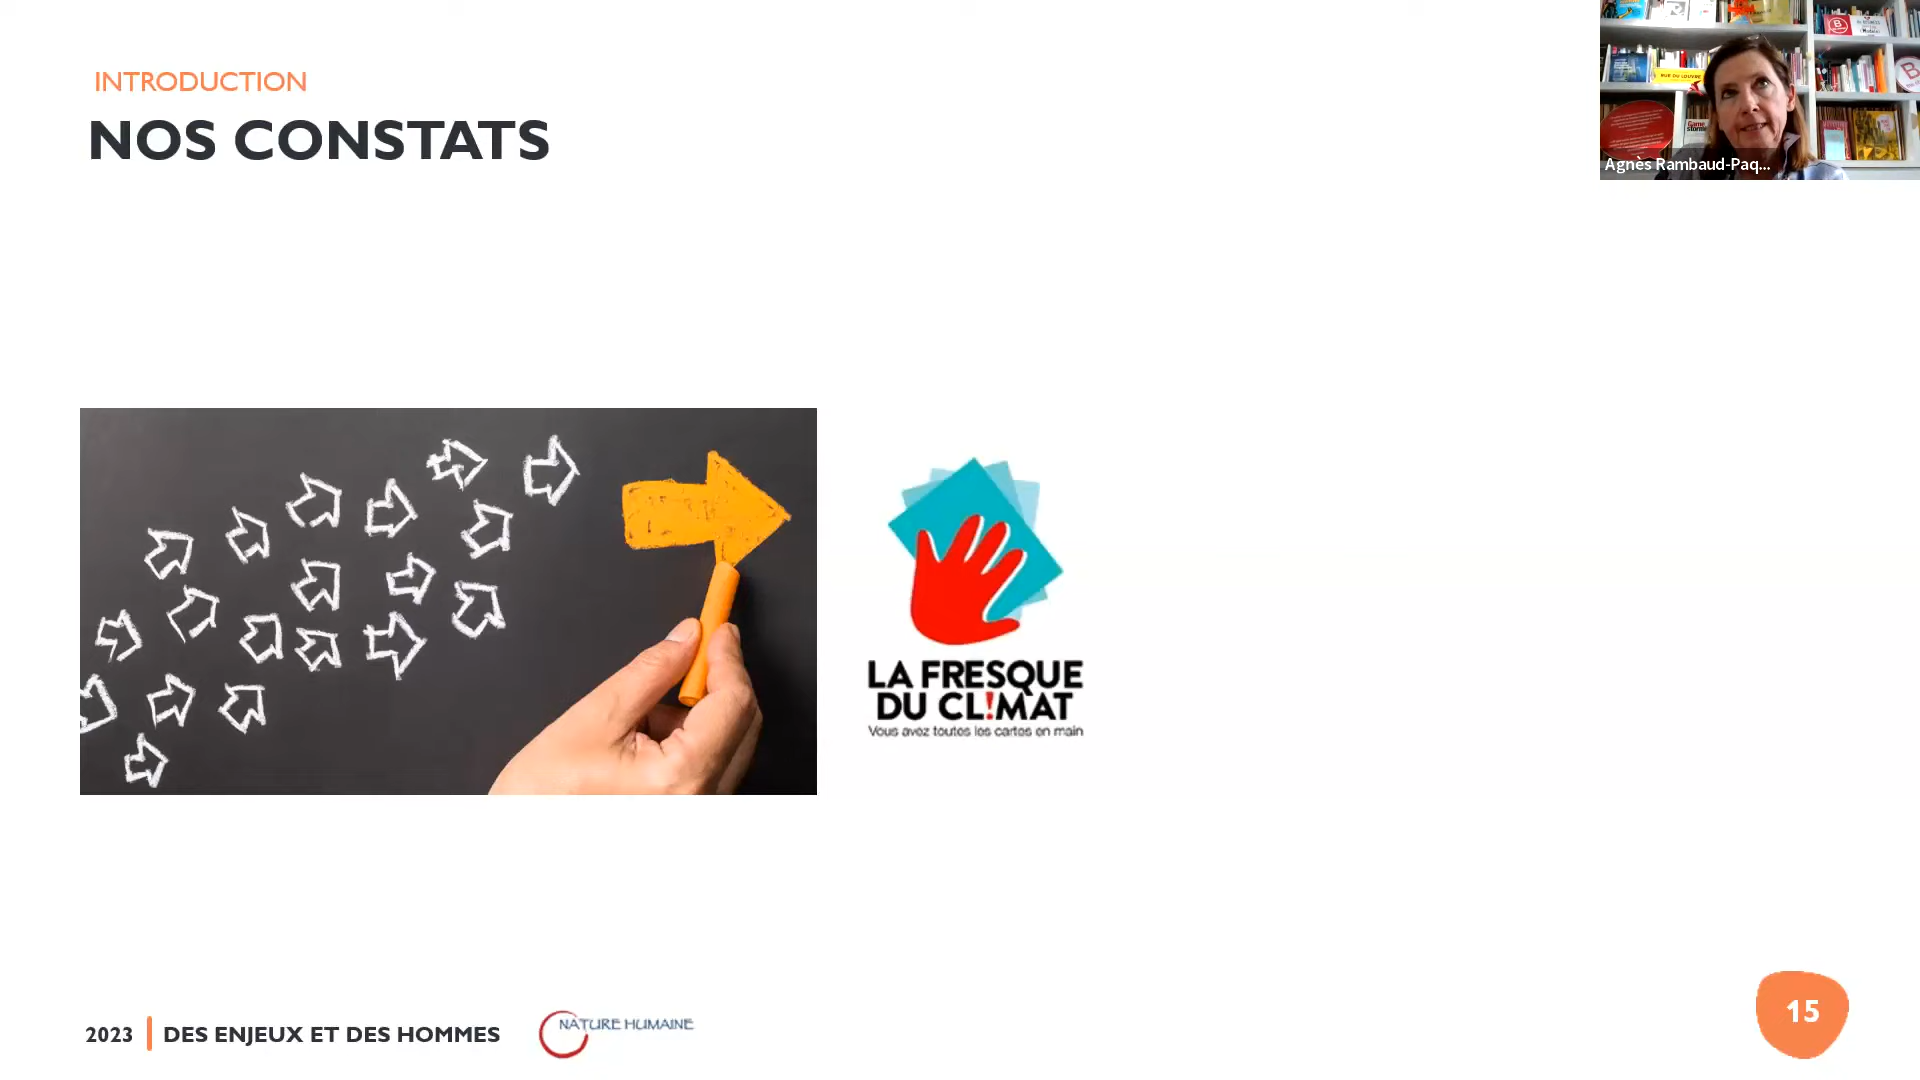 INTRODUCTION
NOS CONSTATS
Agnès Rambaud-Paq...
LA FRESQUE
DU CL!MAT
Vous avez toutes les cartes en main
2023 DES ENJEUX ET DES HOMMES
NATURE HUMAINE
15